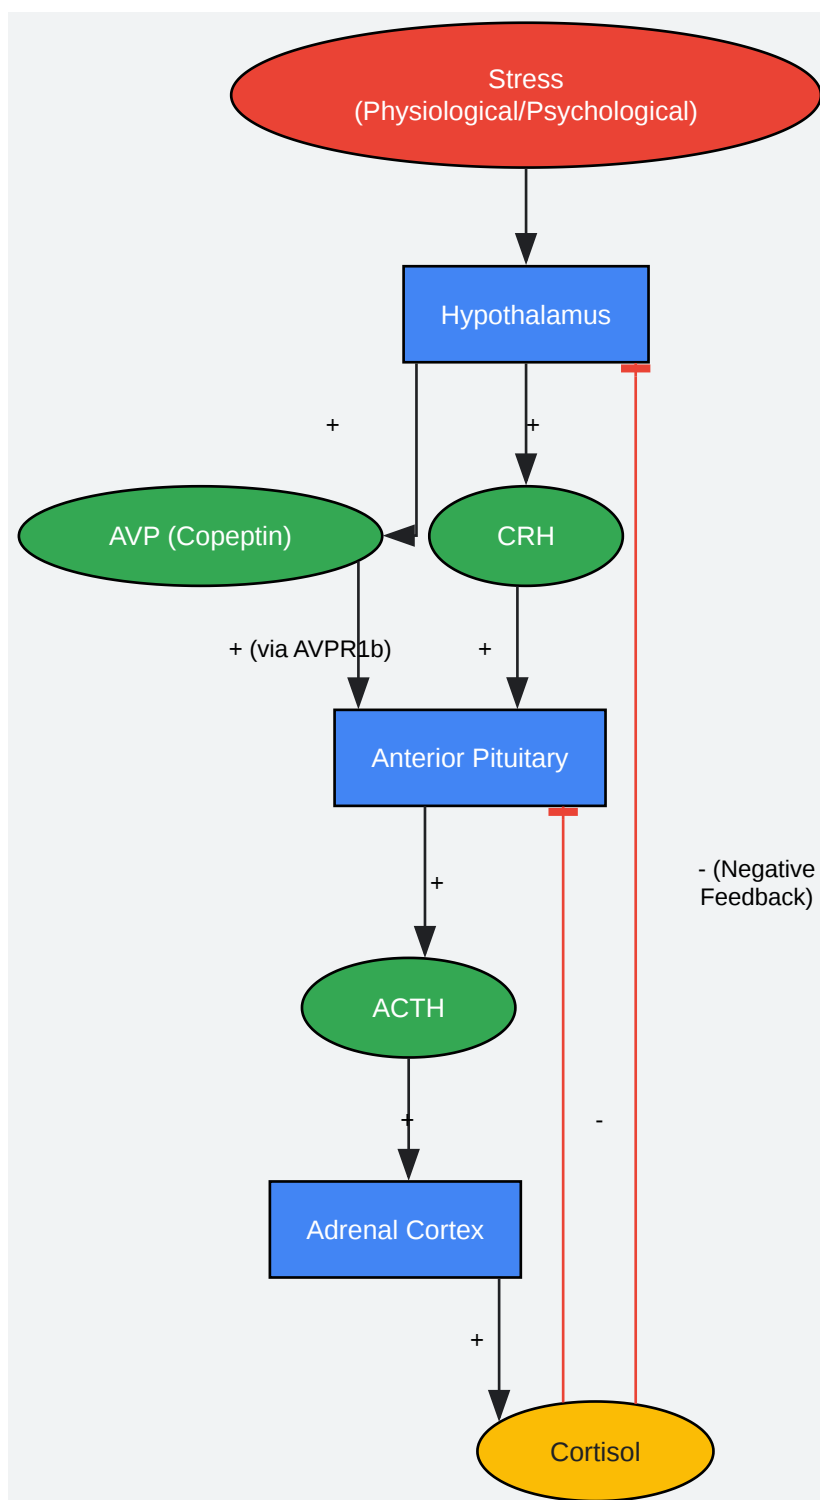 Stress
(Physiological/Psychological)
Hypothalamus
+
+
AVP (Copeptin)
CRH
+ (via AVPR1b)
+
Anterior Pituitary
- (Negative
Feedback)
+
ACTH
+
-
Adrenal Cortex
+
Cortisol